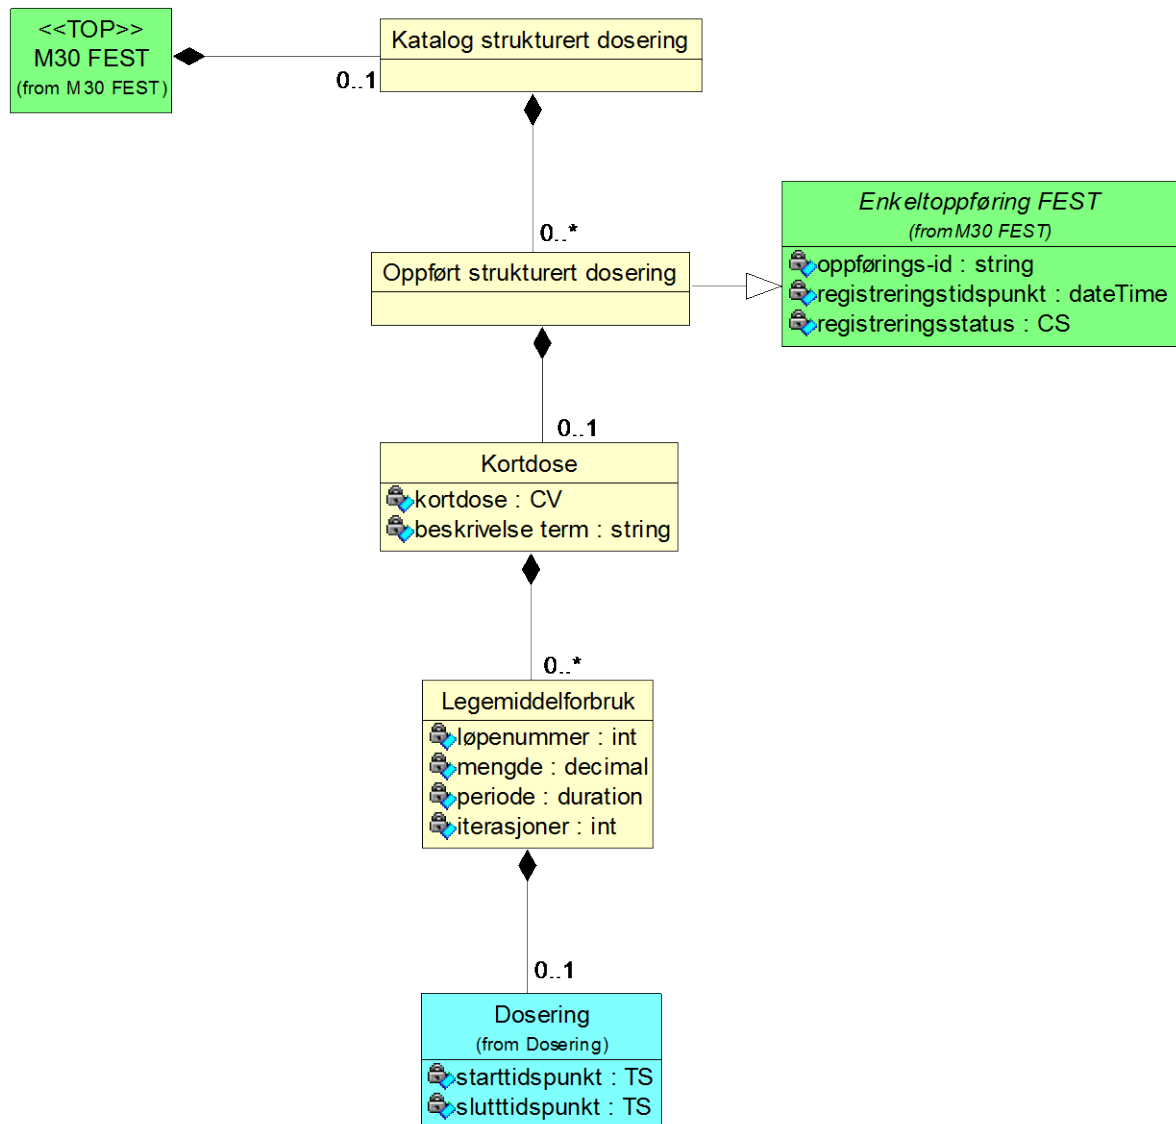 <<TOP>>
M30 FEST
(from M30 FEST)
Katalog strukturert dosering
0..1
0..*
Oppført strukturert dosering
Enkeltoppføring FEST
(from M30 FEST)
oppførings-id : string
registreringstidspunkt : dateTime
registreringsstatus : CS
0..1
Kortdose
kortdose : CV
beskrivelse term : string
0..*
Legemiddelforbruk
løpenummer : int
mengde : decimal
periode : duration
iterasjoner : int
0..1
Dosering
(from Dosering)
starttidspunkt : TS
slutttidspunkt : TS